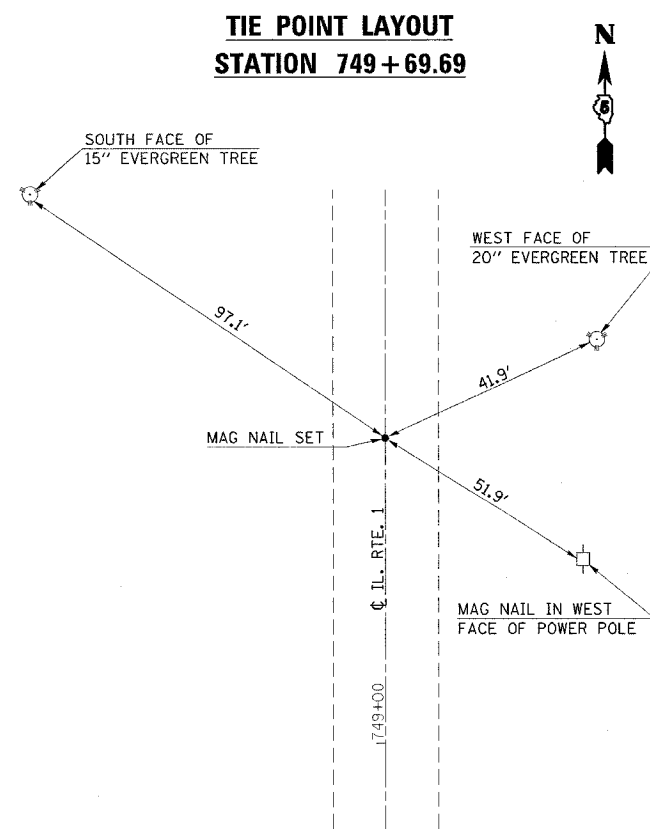 TIE POINT LAYOUT
STATION 749+69.69
N
5
SOUTH FACE OF
15" EVERGREEN TREE
WEST FACE OF
20" EVERGREEN TREE
97.1'
41.9'
MAG NAIL SET
51.9'
℄ IL. RTE. 1
MAG NAIL IN WEST
FACE OF POWER POLE
749+00